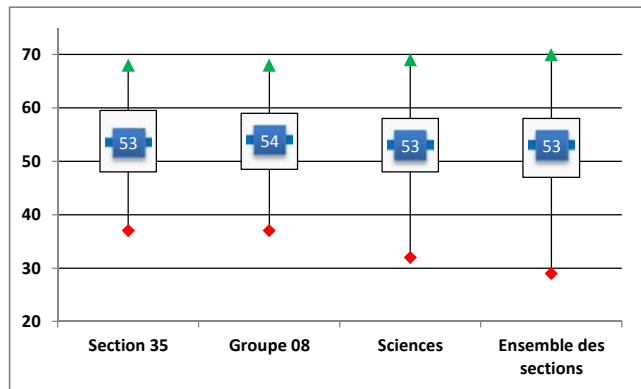 70
60
53
54
53
53
50
40
30
20
Section 35
Groupe 08
Sciences
Ensemble des
sections